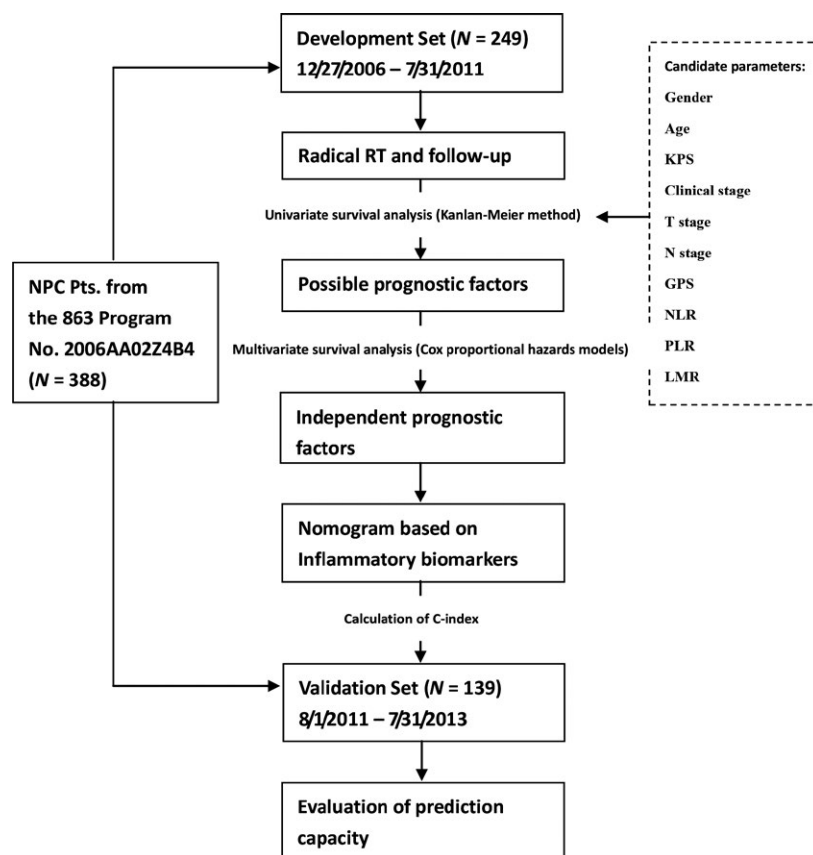 Development Set (N = 249)
12/27/2006 – 7/31/2011
Radical RT and follow-up
Univariate survival analysis (Kanlan-Meier method)
Possible prognostic factors
Multivariate survival analysis (Cox proportional hazards models)
Independent prognostic
factors
Nomogram based on
Inflammatory biomarkers
Calculation of C-index
Validation Set (N = 139)
8/1/2011 – 7/31/2013
Evaluation of prediction
capacity
NPC Pts. from
the 863 Program
No. 2006AA02Z4B4
(N = 388)
Candidate parameters:
Gender
Age
KPS
Clinical stage
T stage
N stage
GPS
NLR
PLR
LMR